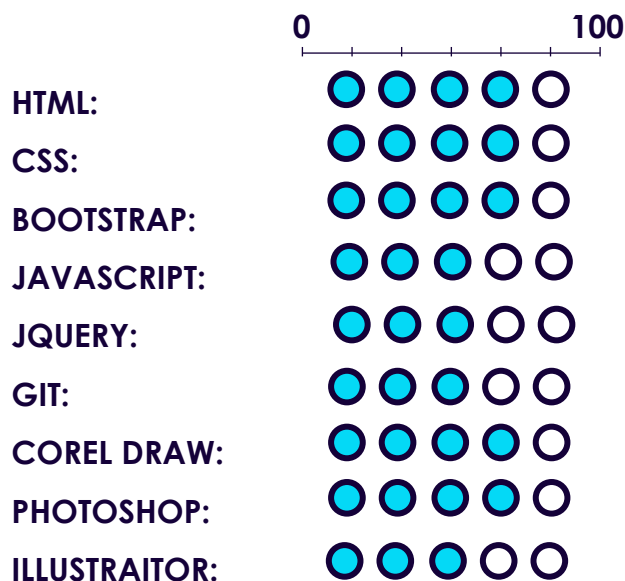 0 100
HTML:
CSS:
BOOTSTRAP:
JAVASCRIPT:
JQUERY:
GIT:
COREL DRAW:
PHOTOSHOP:
ILLUSTRAITOR: